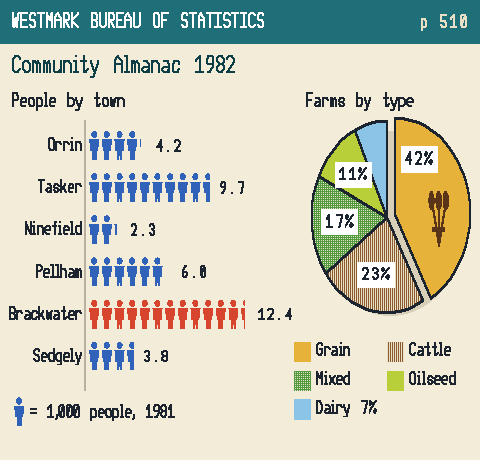 WESTMARK BUREAU OF STATISTICS p 510
Community Almanac 1982
People by town
Orrin 4.2
Tasker 9.7
Ninefield 2.3
Pellham 6.0
Brackwater 12.4
Sedgely 3.8
= 1,000 people, 1981
Farms by type
42%
11%
17%
23%
Grain Cattle
Mixed Oilseed
Dairy 7%